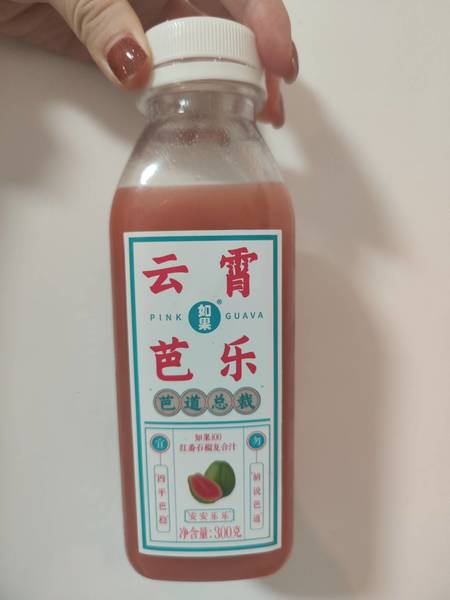 云霄
如果®
PINK GUAVA
芭乐
芭道总裁
宜
勿
如果100
红番石榴复合汁
四平芭稳
胡说芭道
安安乐乐
净含量:300克